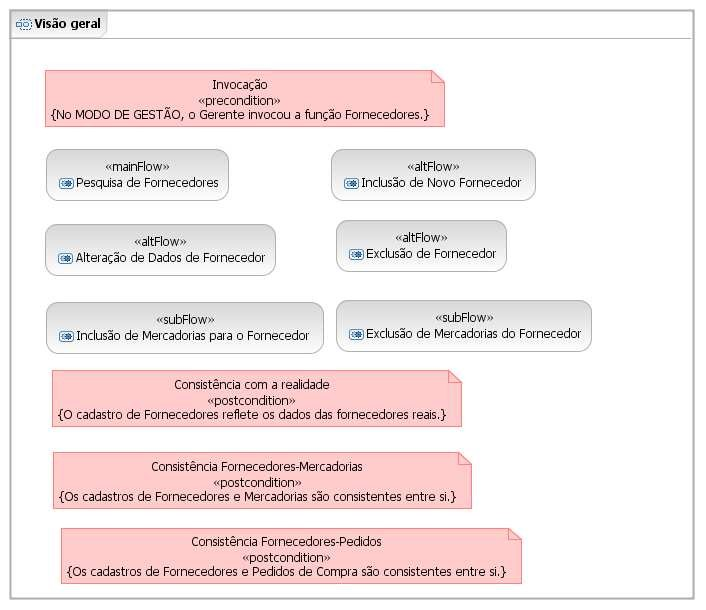 Visão geral
Invocação
«precondition»
{No MODO DE GESTÃO, o Gerente invocou a função Fornecedores.}
«mainFlow»
Pesquisa de Fornecedores
«altFlow»
Inclusão de Novo Fornecedor
«altFlow»
Alteração de Dados de Fornecedor
«altFlow»
Exclusão de Fornecedor
«subFlow»
Inclusão de Mercadorias para o Fornecedor
«subFlow»
Exclusão de Mercadorias do Fornecedor
Consistência com a realidade
«postcondition»
{O cadastro de Fornecedores reflete os dados das fornecedores reais.}
Consistência Fornecedores-Mercadorias
«postcondition»
{Os cadastros de Fornecedores e Mercadorias são consistentes entre si.}
Consistência Fornecedores-Pedidos
«postcondition»
{Os cadastros de Fornecedores e Pedidos de Compra são consistentes entre si.}